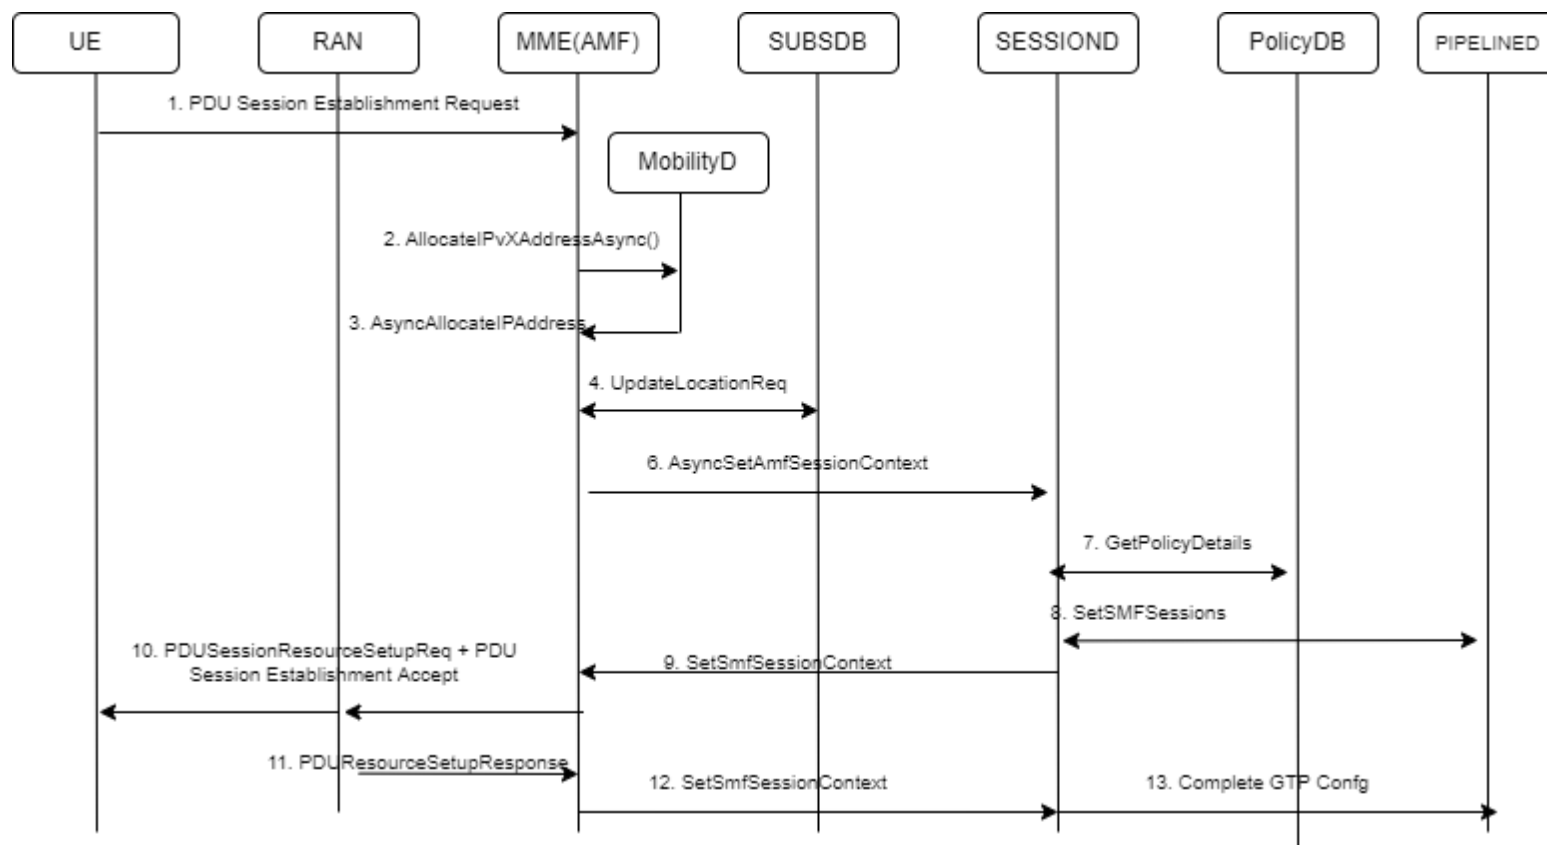 UE
RAN
MME(AMF)
SUBSDB
SESSIOND
PolicyDB
PIPELINED
1. PDU Session Establishment Request
MobilityD
2. AllocateIPvXAddressAsync()
3. AsyncAllocateIPAddress
4. UpdateLocationReq
6. AsyncSetAmfSessionContext
7. GetPolicyDetails
8. SetSMFSessions
10. PDUSessionResourceSetupReq + PDU
Session Establishment Accept
9. SetSmfSessionContext
11. PDUResourceSetupResponse
12. SetSmfSessionContext
13. Complete GTP Confg